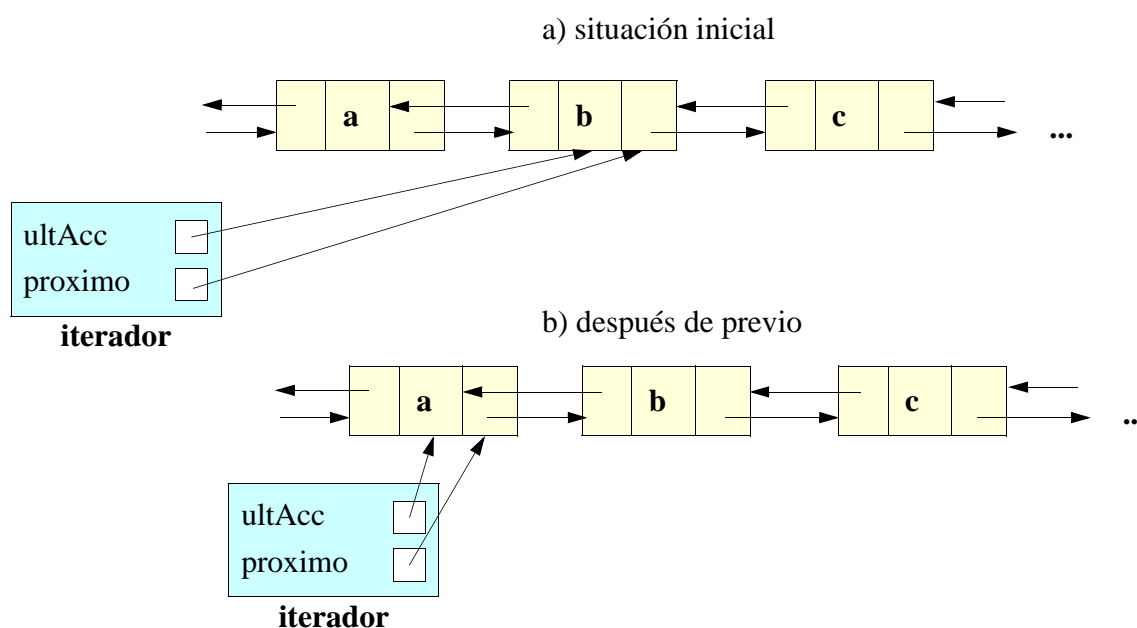 a) situación inicial
a b c ...
ultAcc
proximo
iterador
b) después de previo
a b c ..
ultAcc
proximo
iterador